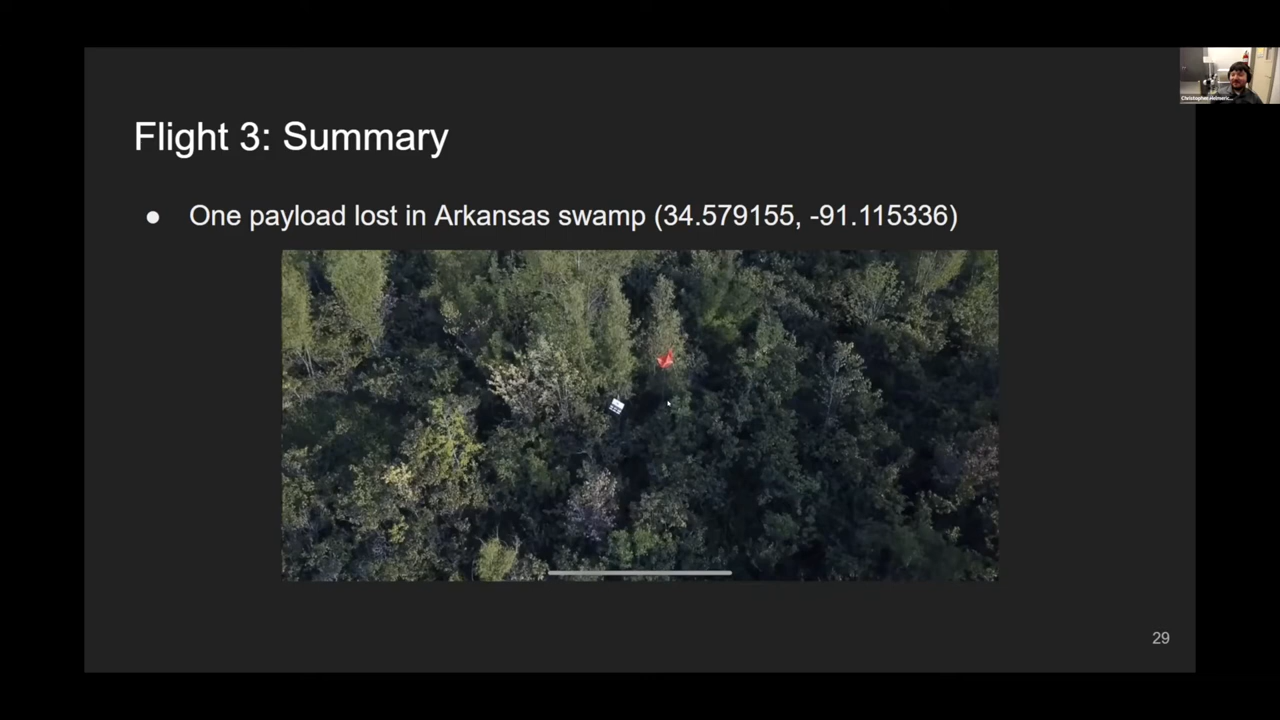 Flight 3: Summary
● One payload lost in Arkansas swamp (34.579155, -91.115336)
29